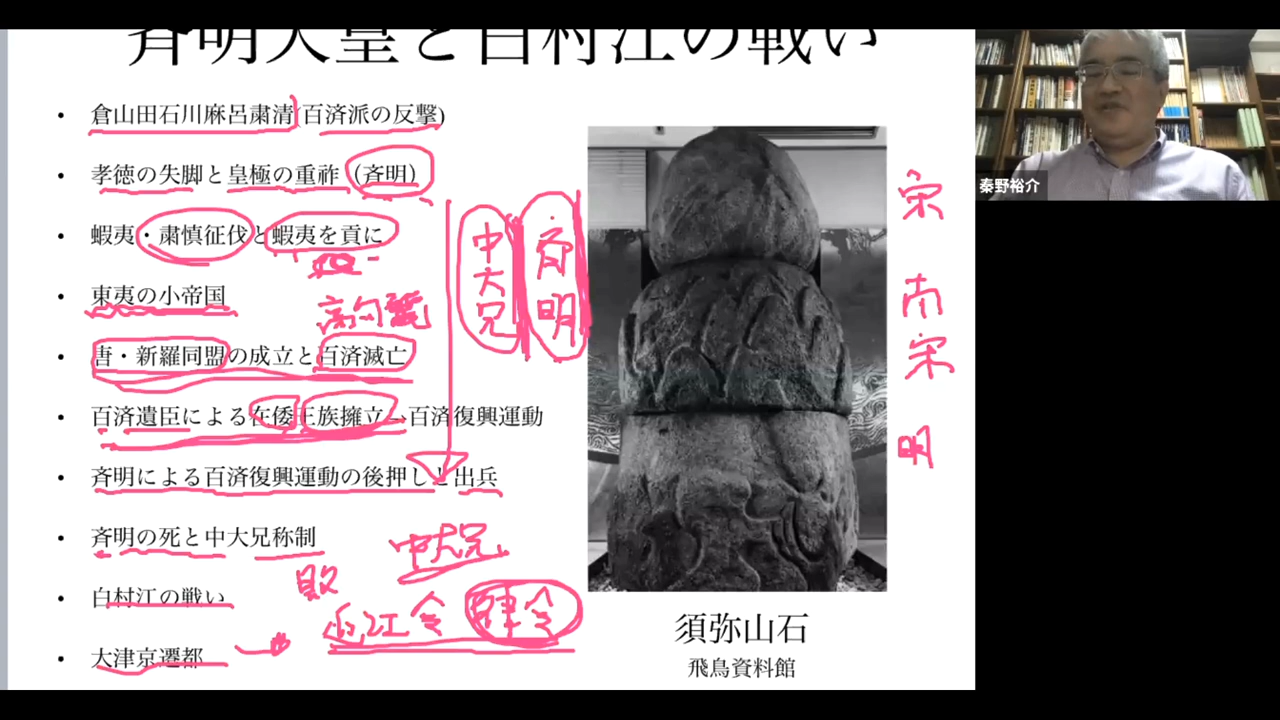 斉明天皇と白村江の戦い
• 倉山田石川麻呂粛清(百済派の反撃)
• 孝徳の失脚と皇極の重祚（斉明）
• 蝦夷・粛慎征伐と蝦夷を貢に
• 東夷の小帝国
高句麗
• 唐・新羅同盟の成立と百済滅亡
• 百済遺臣による在倭王族擁立→百済復興運動
• 斉明による百済復興運動の後押しと出兵
• 斉明の死と中大兄称制
中大兄
• 白村江の戦い
敗
近江令 律令
• 大津京遷都
中大兄
斉明
須弥山石
飛鳥資料館
宋
南宋
明
秦野裕介